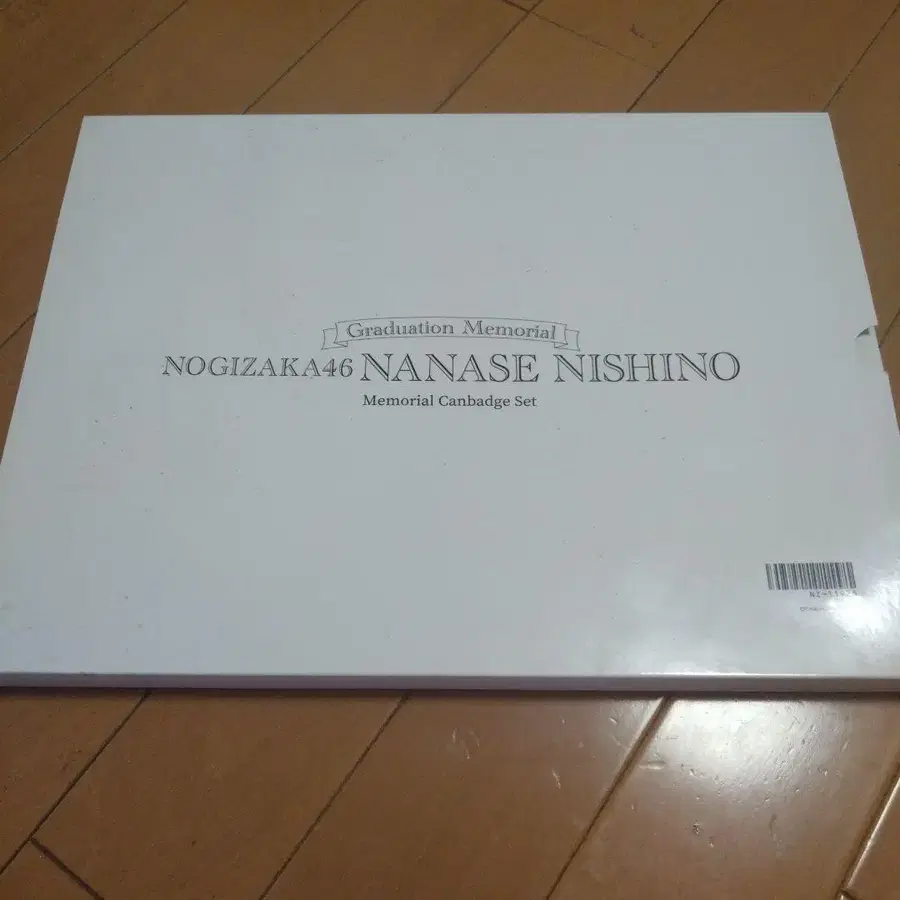 Graduation Memorial
NOGIZAKA46 NANASE NISHINO
Memorial Canbadge Set